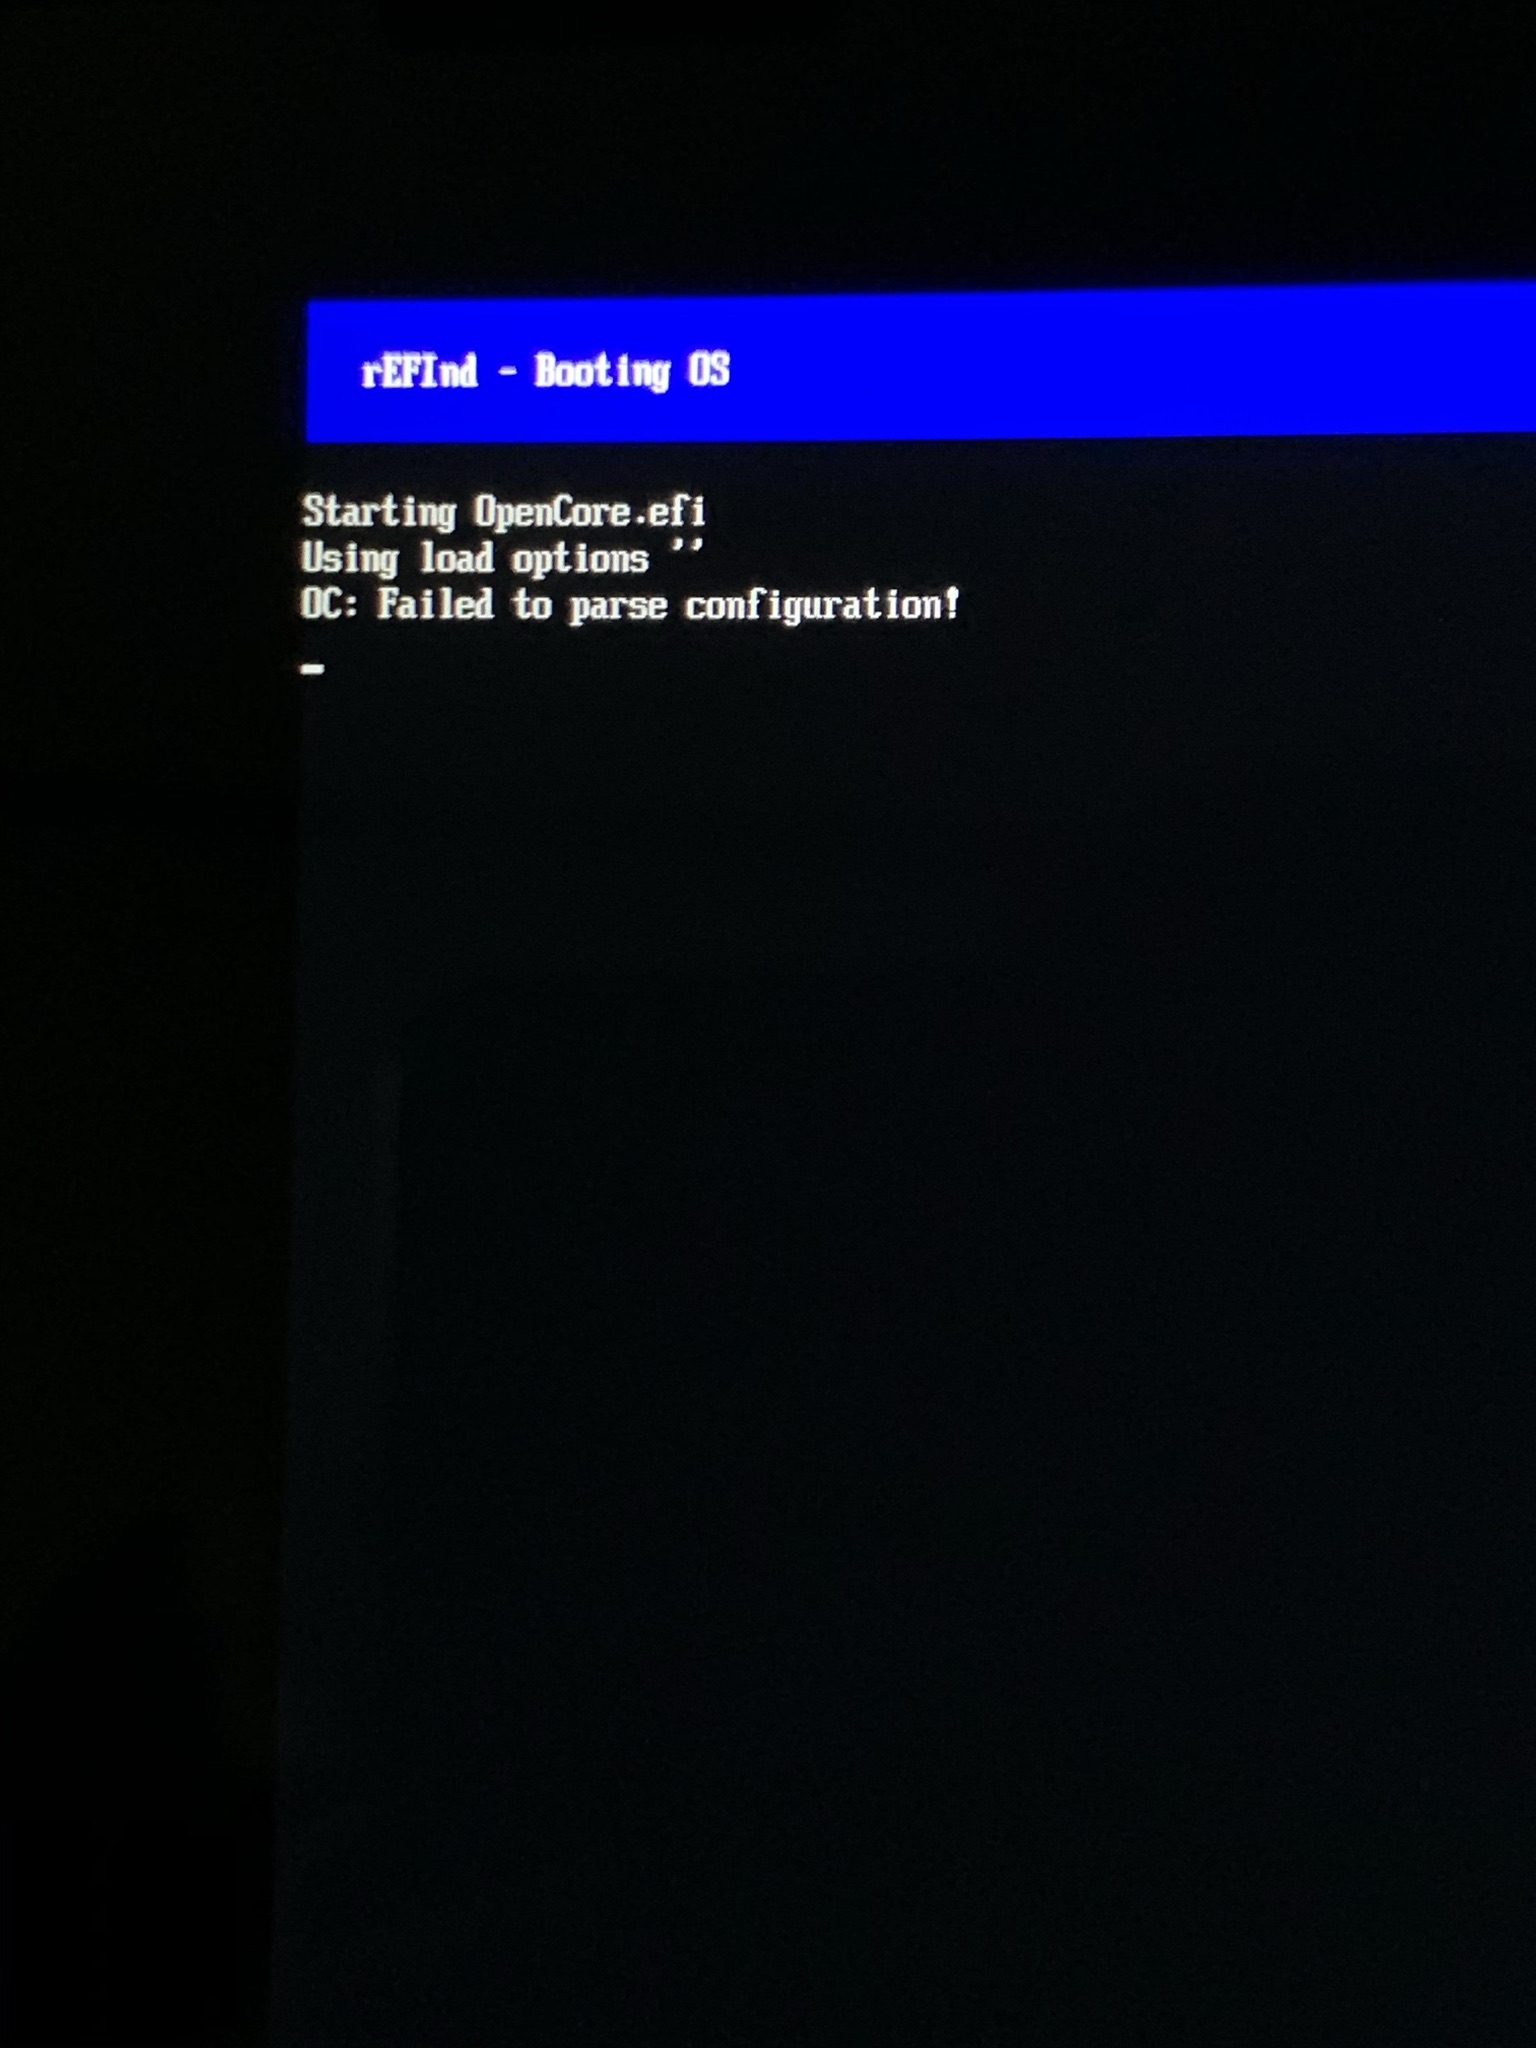 rEFInd - Booting OS
Starting OpenCore.efi
Using load options ''
OC: Failed to parse configuration!